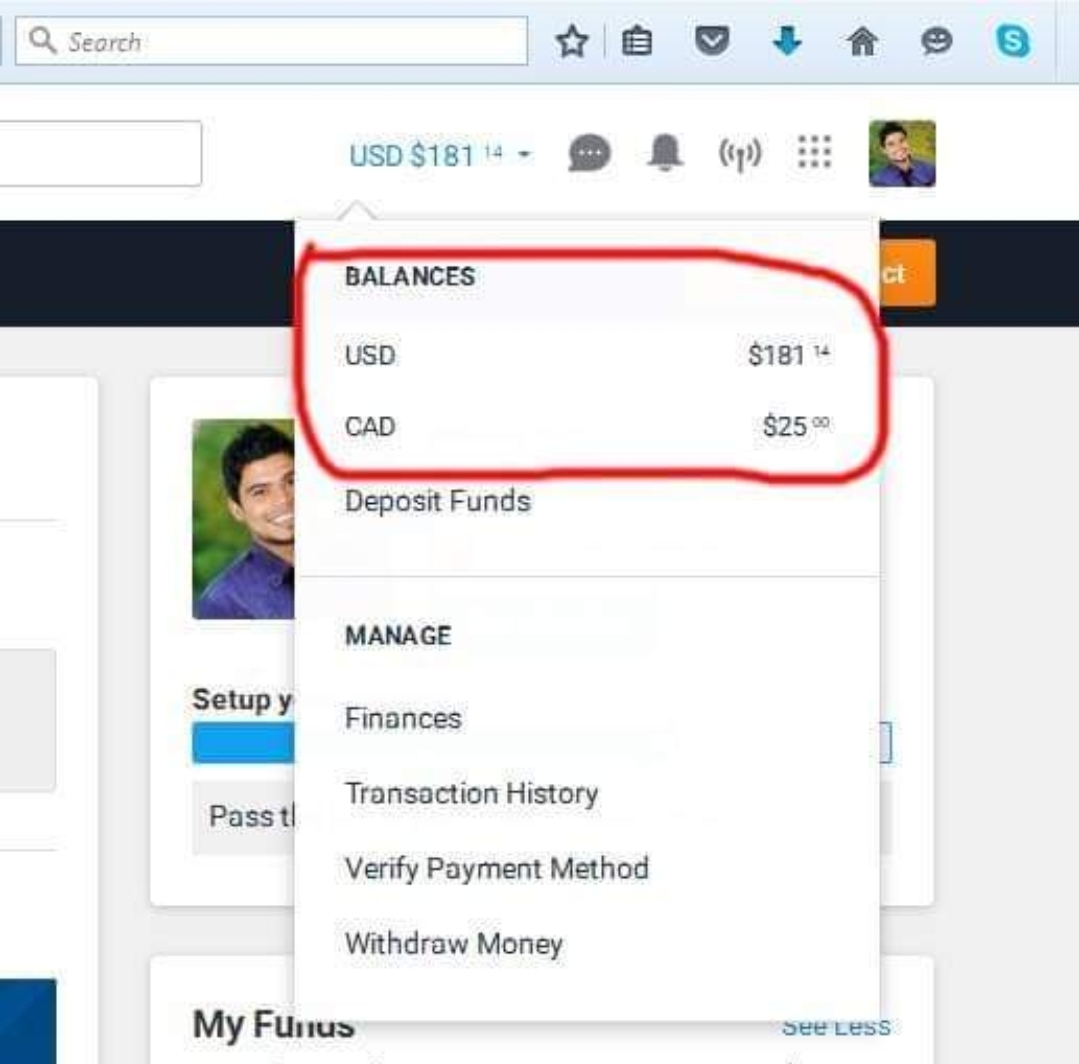 Search
USD $181 14
ct
BALANCES
USD $181 14
CAD $25 00
Deposit Funds
MANAGE
Setup y
Finances
Transaction History
Pass t
Verify Payment Method
Withdraw Money
My Funds
See Less